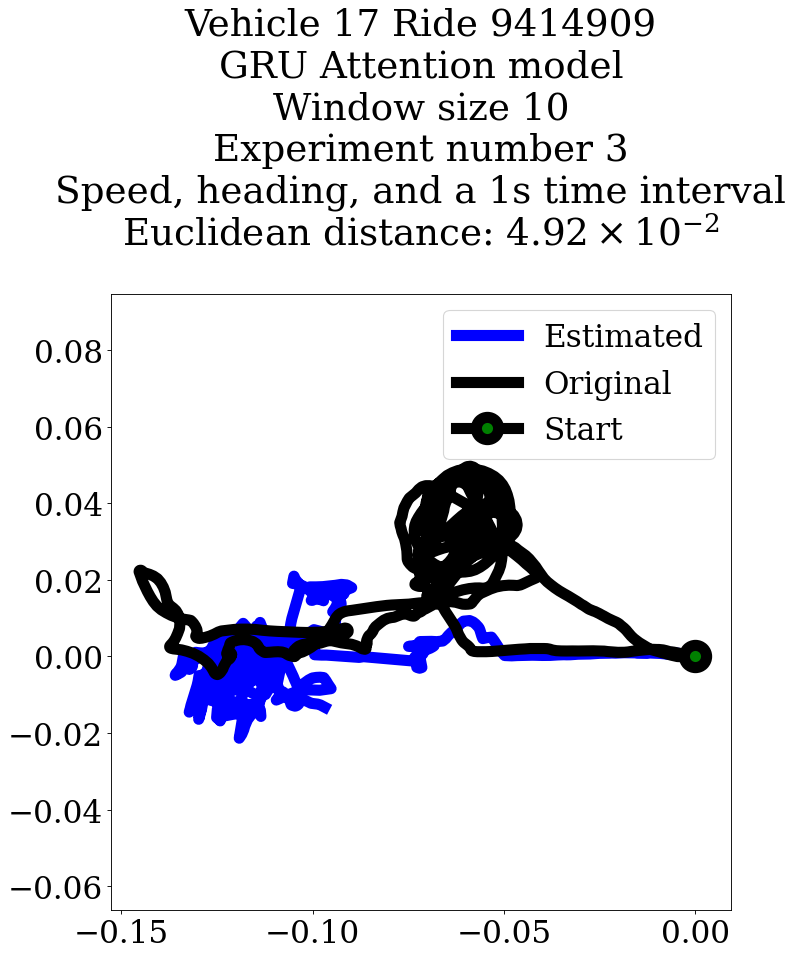 Vehicle 17 Ride 9414909
GRU Attention model
Window size 10
Experiment number 3
Speed, heading, and a 1s time interval
Euclidean distance: 4.92 × 10⁻²
Estimated
Original
Start
0.08
0.06
0.04
0.02
0.00
−0.02
−0.04
−0.06
−0.15 −0.10 −0.05 0.00